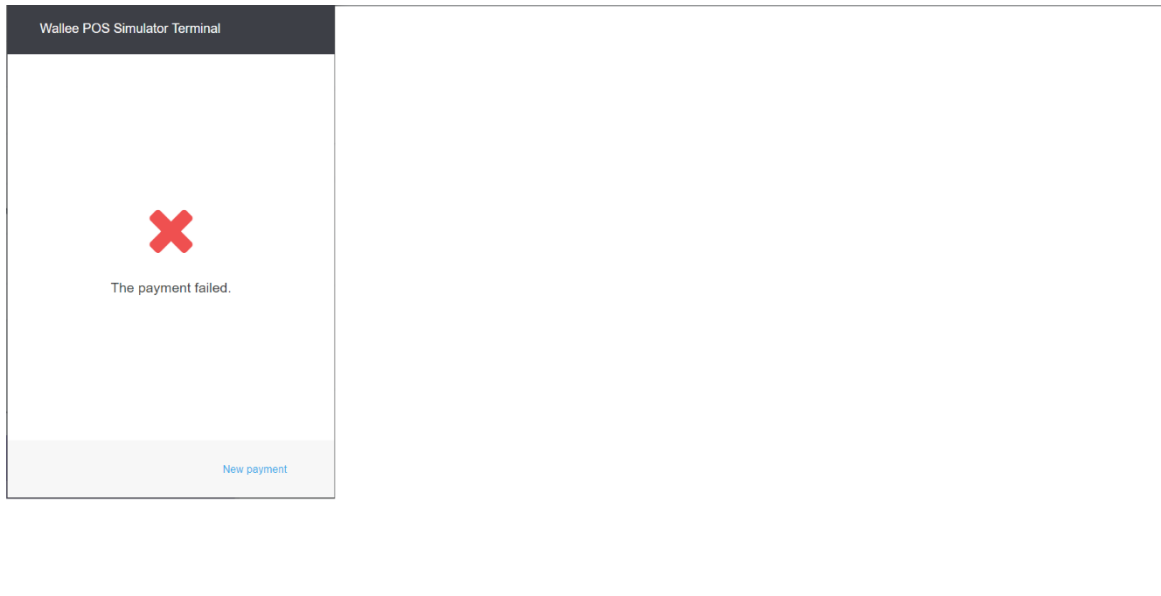 Wallee POS Simulator Terminal
The payment failed.
New payment